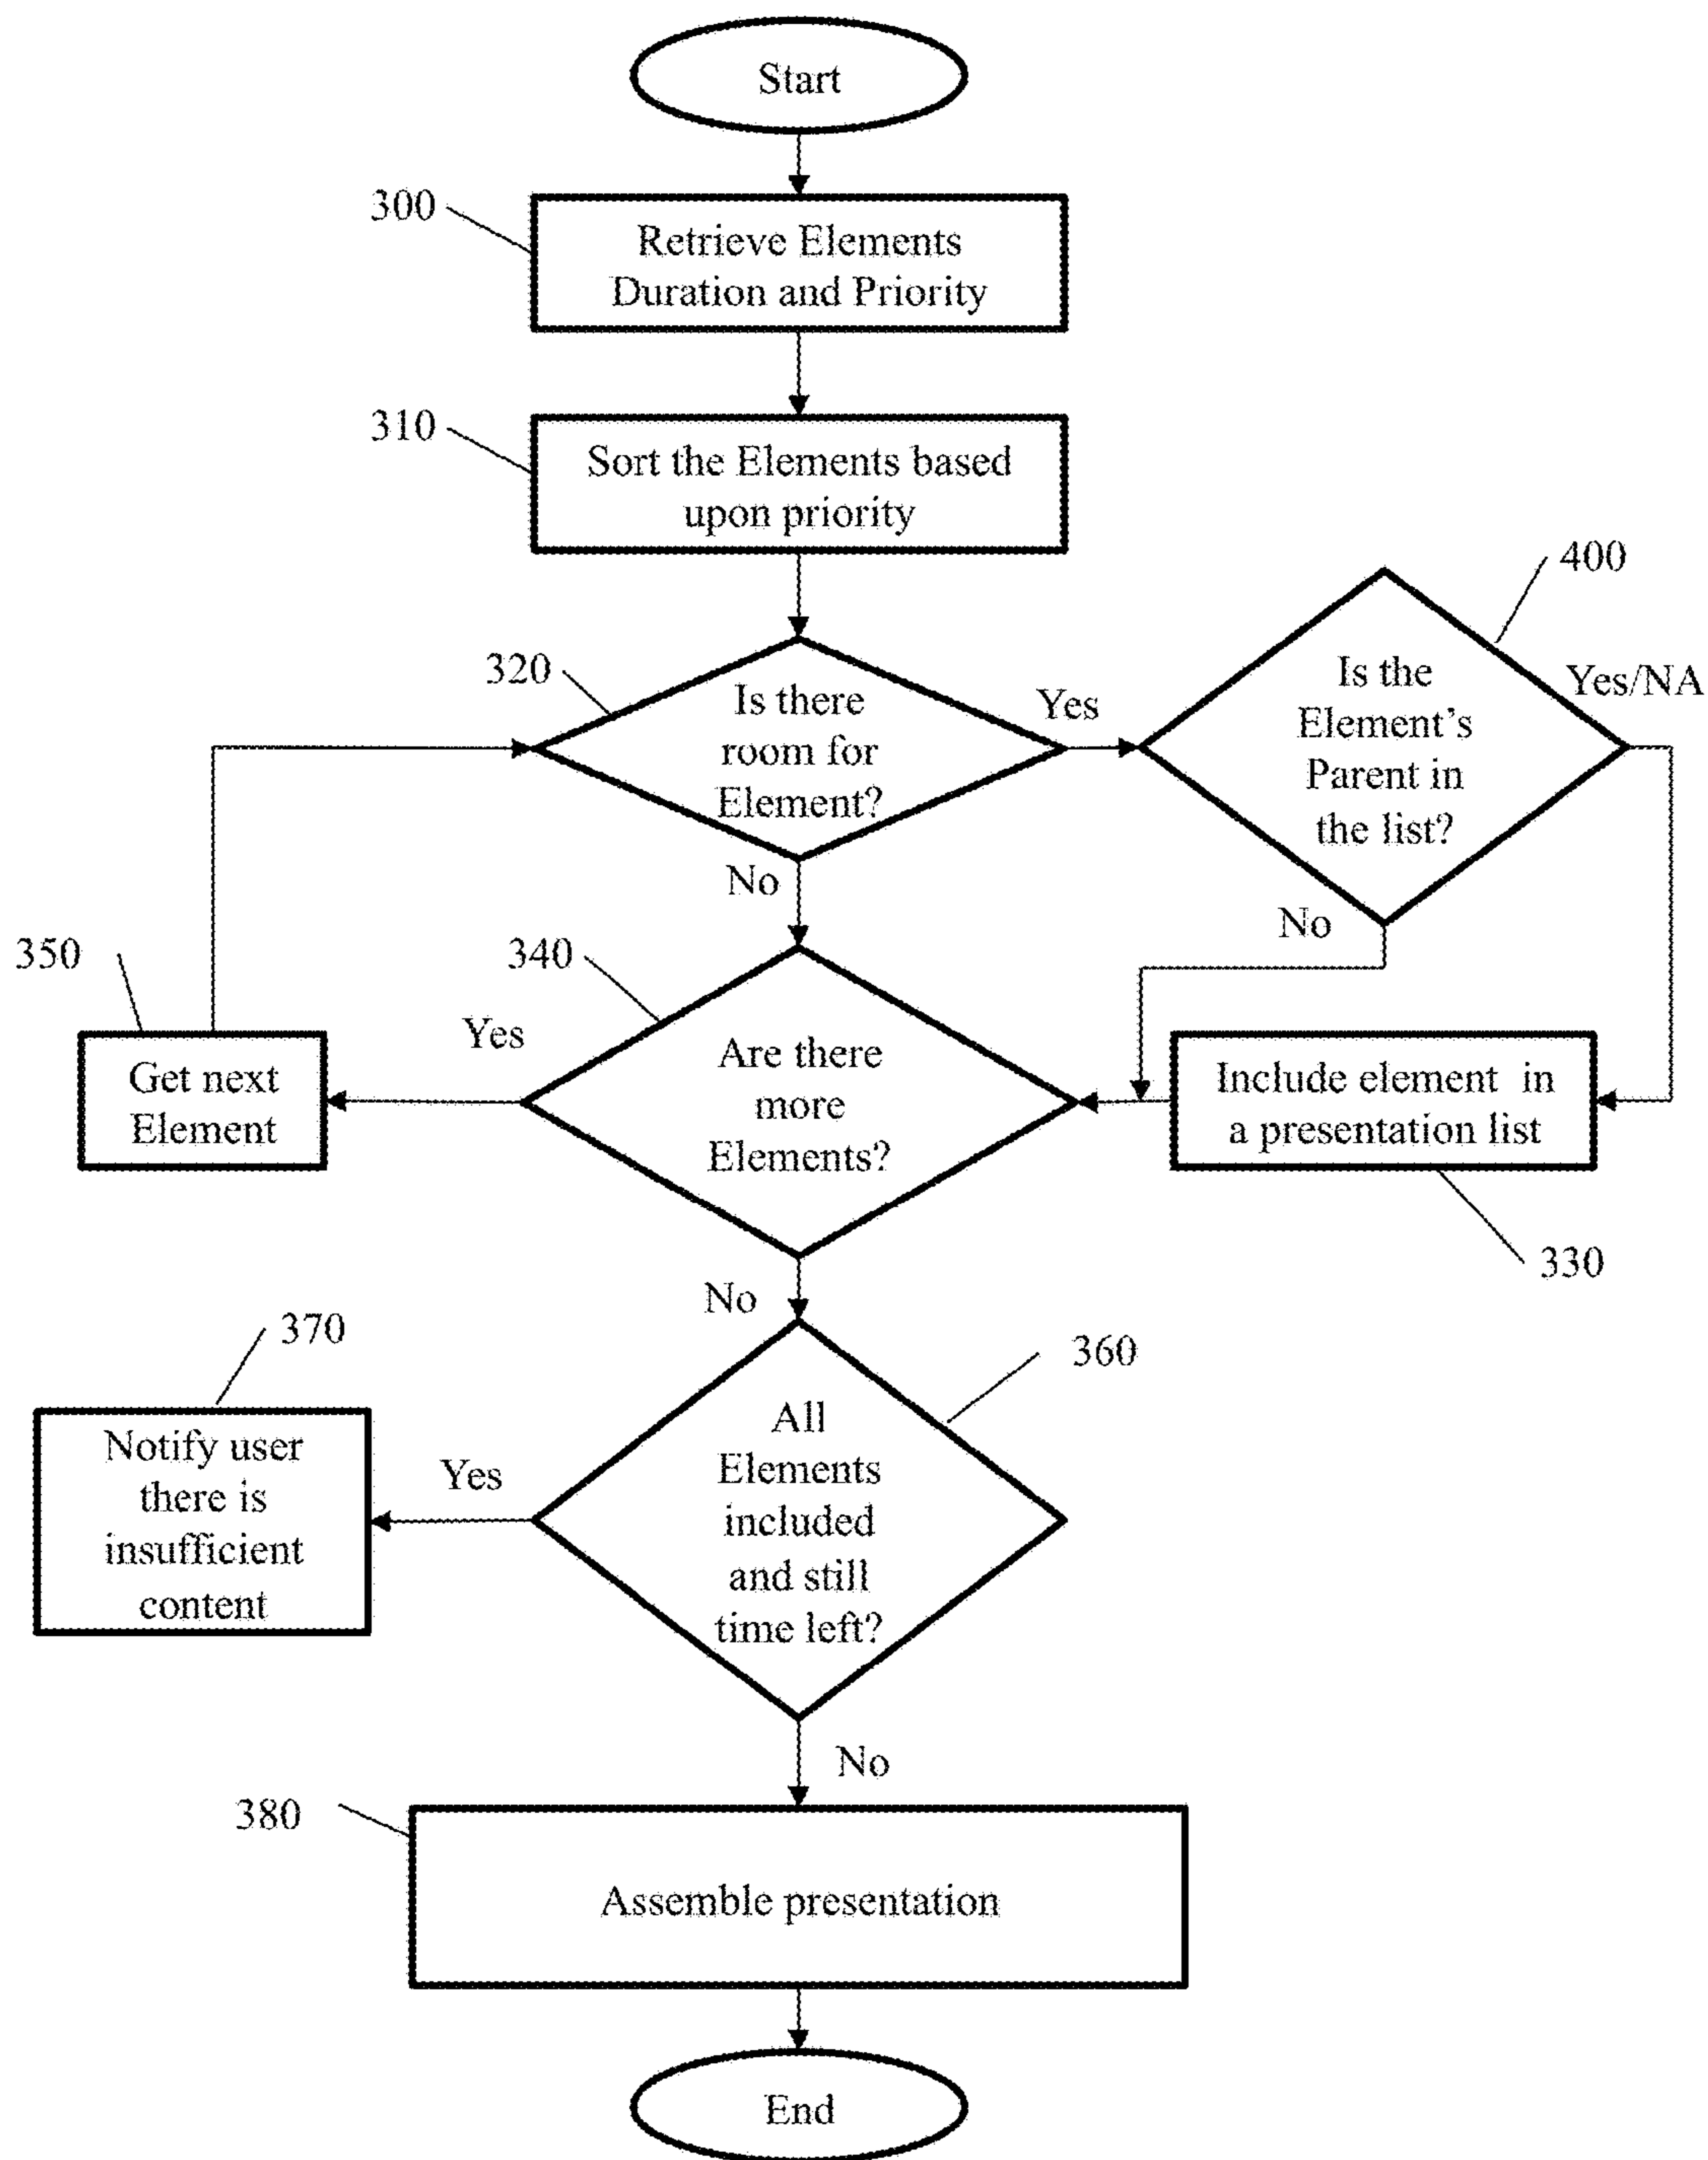 Start
300
Retrieve Elements
Duration and Priority
310
Sort the Elements based
upon priority
400
320
Is there
room for
Element?
Yes
Is the
Element's
Parent in
the list?
Yes/NA
No
No
350
340
Yes
Get next
Element
Are there
more
Elements?
Include element in
a presentation list
330
No
370
360
Notify user
there is
insufficient
content
Yes
All
Elements
included
and still
time left?
No
380
Assemble presentation
End